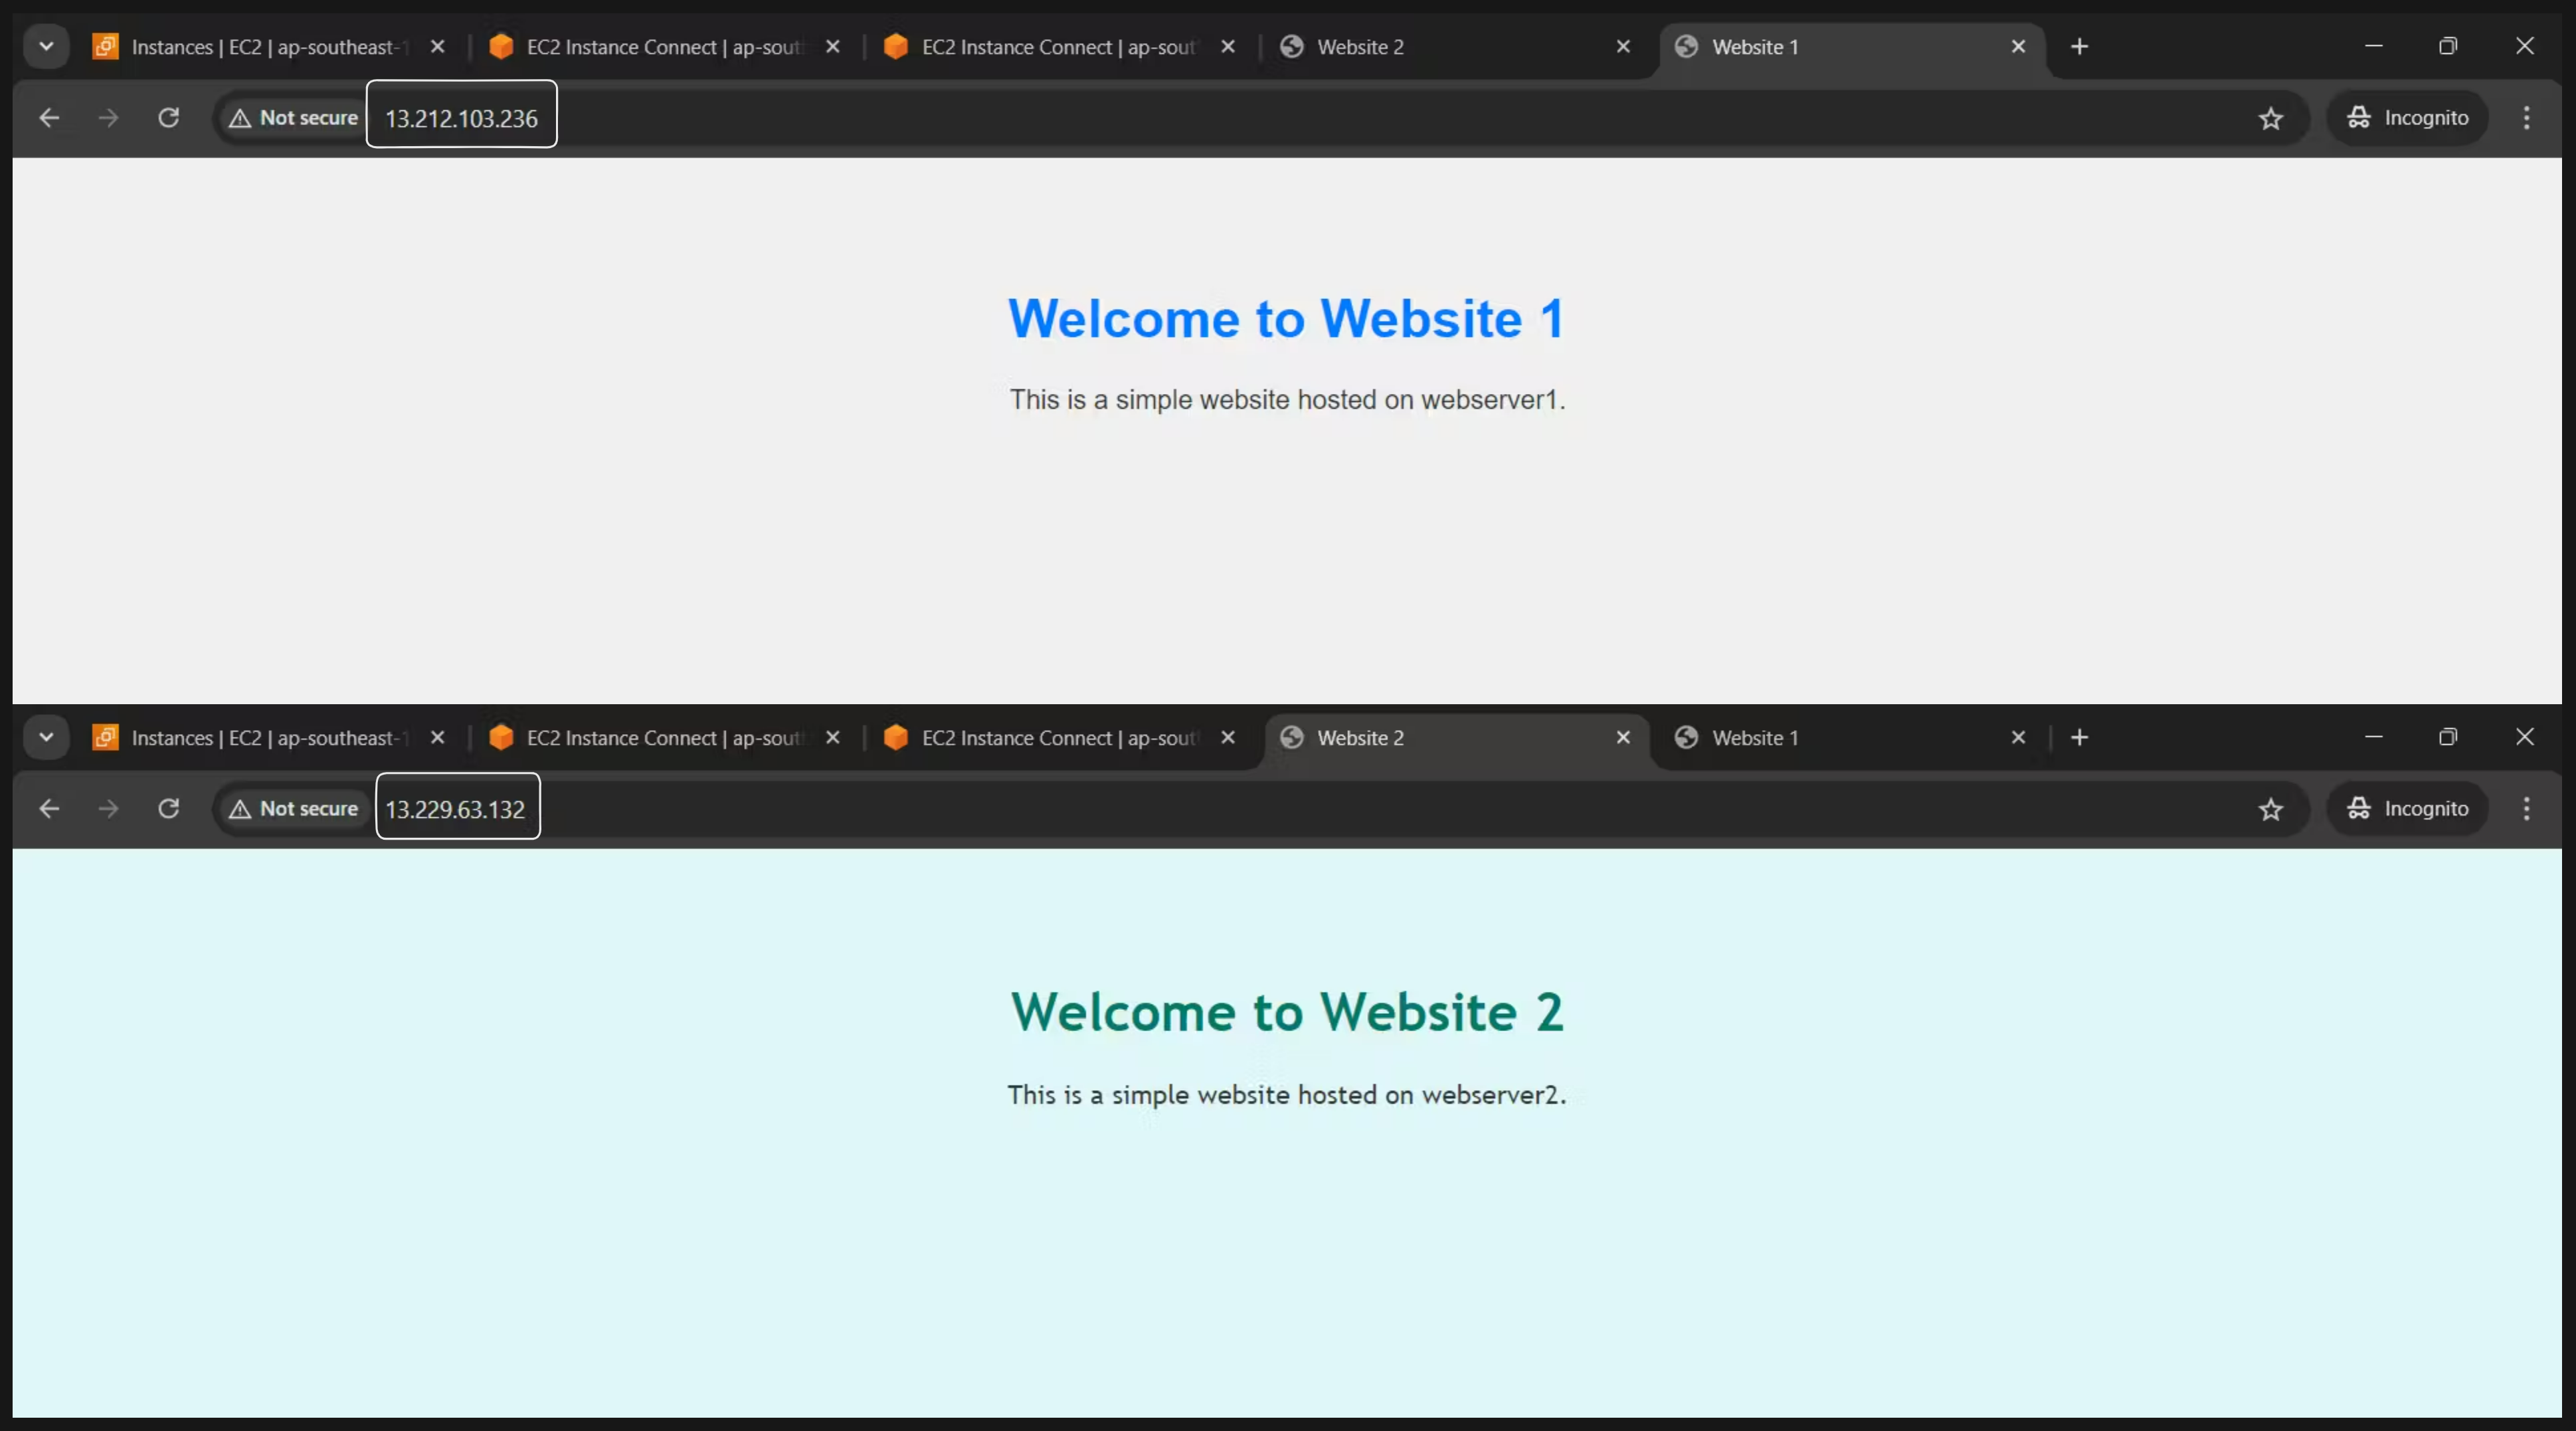 Instances | EC2 | ap-southeast-1
EC2 Instance Connect | ap-sout
EC2 Instance Connect | ap-sout
Website 2
Website 1
Not secure
13.212.103.236
Incognito
Welcome to Website 1
This is a simple website hosted on webserver1.
Instances | EC2 | ap-southeast-1
EC2 Instance Connect | ap-sout
EC2 Instance Connect | ap-sout
Website 2
Website 1
Not secure
13.229.63.132
Incognito
Welcome to Website 2
This is a simple website hosted on webserver2.